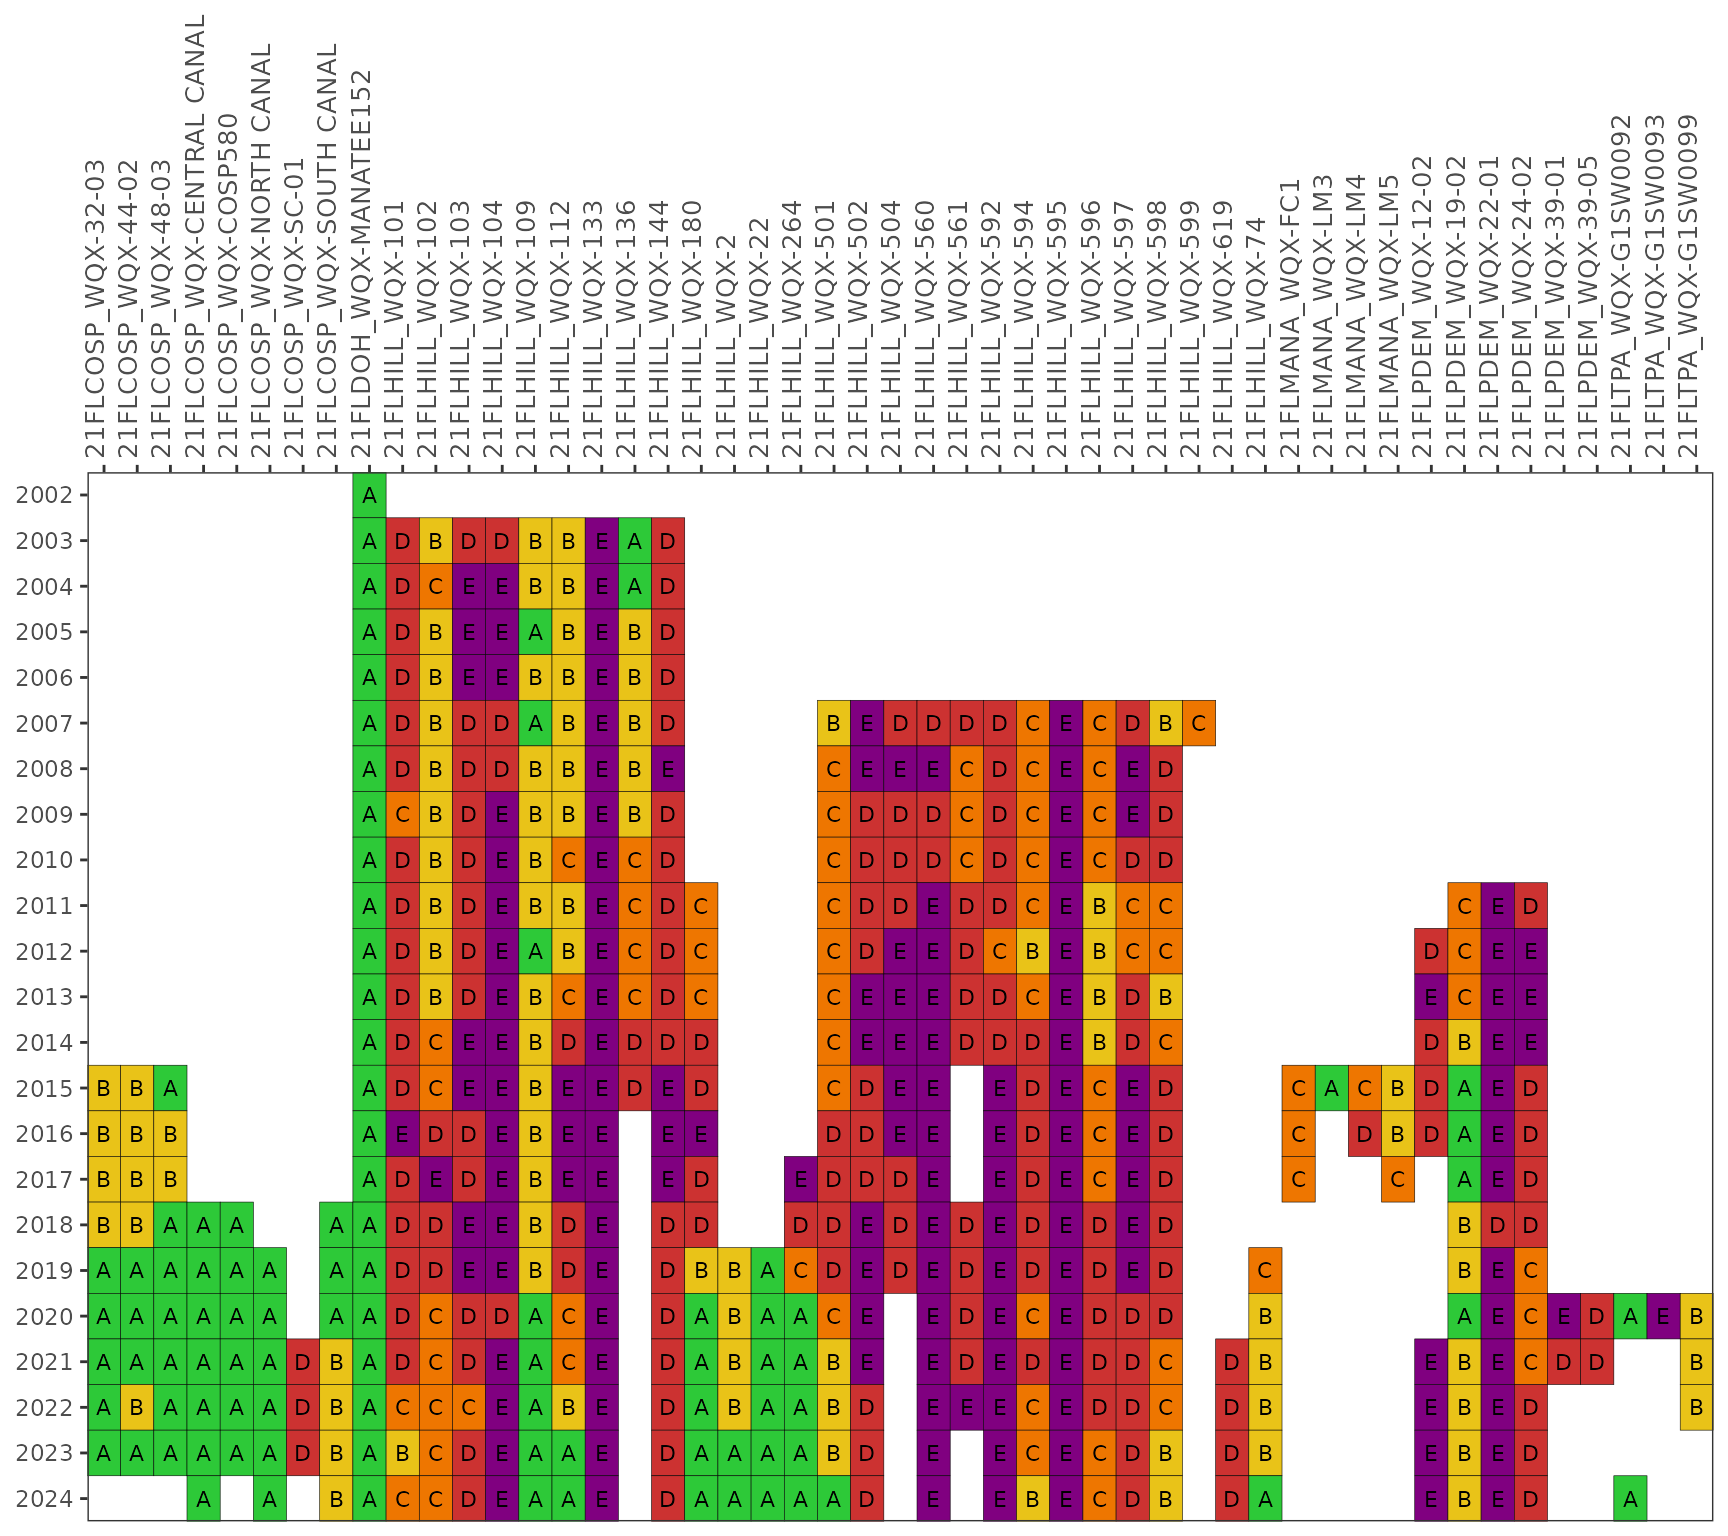 21FLCOSP_WQX-32-03
21FLCOSP_WQX-44-02
21FLCOSP_WQX-48-03
21FLCOSP_WQX-CENTRAL CANAL
21FLCOSP_WQX-COSP580
21FLCOSP_WQX-NORTH CANAL
21FLCOSP_WQX-SC-01
21FLCOSP_WQX-SOUTH CANAL
21FLDOH_WQX-MANATEE152
21FLHILL_WQX-101
21FLHILL_WQX-102
21FLHILL_WQX-103
21FLHILL_WQX-104
21FLHILL_WQX-109
21FLHILL_WQX-112
21FLHILL_WQX-133
21FLHILL_WQX-136
21FLHILL_WQX-144
21FLHILL_WQX-180
21FLHILL_WQX-2
21FLHILL_WQX-22
21FLHILL_WQX-264
21FLHILL_WQX-501
21FLHILL_WQX-502
21FLHILL_WQX-504
21FLHILL_WQX-560
21FLHILL_WQX-561
21FLHILL_WQX-592
21FLHILL_WQX-594
21FLHILL_WQX-595
21FLHILL_WQX-596
21FLHILL_WQX-597
21FLHILL_WQX-598
21FLHILL_WQX-599
21FLHILL_WQX-619
21FLHILL_WQX-74
21FLMANA_WQX-FC1
21FLMANA_WQX-LM3
21FLMANA_WQX-LM4
21FLMANA_WQX-LM5
21FLPDEM_WQX-12-02
21FLPDEM_WQX-19-02
21FLPDEM_WQX-22-01
21FLPDEM_WQX-24-02
21FLPDEM_WQX-39-01
21FLPDEM_WQX-39-05
21FLTPA_WQX-G1SW0092
21FLTPA_WQX-G1SW0093
21FLTPA_WQX-G1SW0099
2002 A
2003 A D B D D B B E A D
2004 A D C E E B B E A D
2005 A D B E E A B E B D
2006 A D B E E B B E B D
2007 A D B D D A B E B D B E D D D D C E C D B C
2008 A D B D D B B E B E C E E E C D C E C E D
2009 A C B D E B B E B D C D D D C D C E C E D
2010 A D B D E B C E C D C D D D C D C E C D D
2011 A D B D E B B E C D C C D D E D D C E B C C C E D
2012 A D B D E A B E C D C C D E E D C B E B C C D C E E
2013 A D B D E B C E C D C C E E E D D C E B D B E C E E
2014 A D C E E B D E D D D C E E E D D D E B D C D B E E
2015 B B A A D C E E B E E D E D C D E E E D E C E D C A C B D A E D
2016 B B B A E D D E B E E E E D D E E E D E C E D C D B D A E D
2017 B B B A D E D E B E E E D E D D D E E D E C E D C C A E D
2018 B B A A A A A D D E E B D E D D D D E D E D E D E D E D B D D
2019 A A A A A A A A D D E E B D E D B B A C D E D E D E D E D E D C B E C
2020 A A A A A A A A D C D D A C E D A B A A C E E D E C E D D D B A E C E D A E B
2021 A A A A A A D B A D C D E A C E D A B A A B E E D E D E D D C D B E B E C D D B
2022 A B A A A A D B A C C C E A B E D A B A A B D E E E C E D D C D B E B E D B
2023 A A A A A A D B A B C D E A A E D A A A A B D E E C E C D B D B E B E D
2024 A A B A C C D E A A E D A A A A A D E E B E C D B D A E B E D A